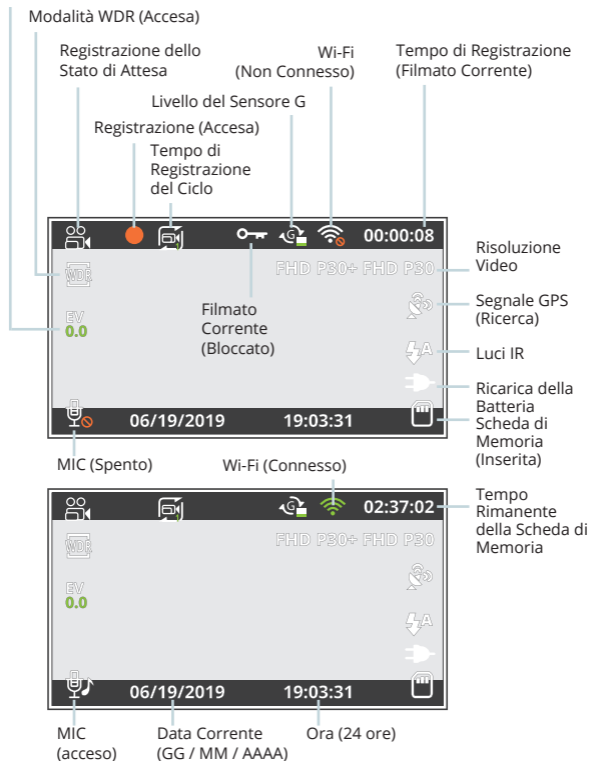 Modalità WDR (Accesa)
Registrazione dello
Stato di Attesa
Wi-Fi
(Non Connesso)
Tempo di Registrazione
(Filmato Corrente)
Livello del Sensore G
Registrazione (Accesa)
Tempo di
Registrazione
del Ciclo
G
00:00:08
WDR
FHD P30+ FHD P30
Risoluzione
Video
EV
0.0
Filmato
Corrente
(Bloccato)
Segnale GPS
(Ricerca)
A
Luci IR
Ricarica della
Batteria
06/19/2019
19:03:31
Scheda di
Memoria
(Inserita)
MIC (Spento)
Wi-Fi (Connesso)
G
02:37:02
Tempo
Rimanente
della Scheda di
Memoria
WDR
FHD P30+ FHD P30
EV
0.0
A
06/19/2019
19:03:31
MIC
(acceso)
Data Corrente
(GG / MM / AAAA)
Ora (24 ore)